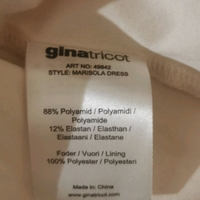 ginatricot
ART NO: 49842
STYLE: MARISOLA DRESS
88% Polyamid / Polyamidi /
Polyamide
12% Elastan / Elasthan /
Elastaani / Elastane
Foder / Vuori / Lining
100% Polyester / Polyesteri
Made in: China
www.ginatricot.com